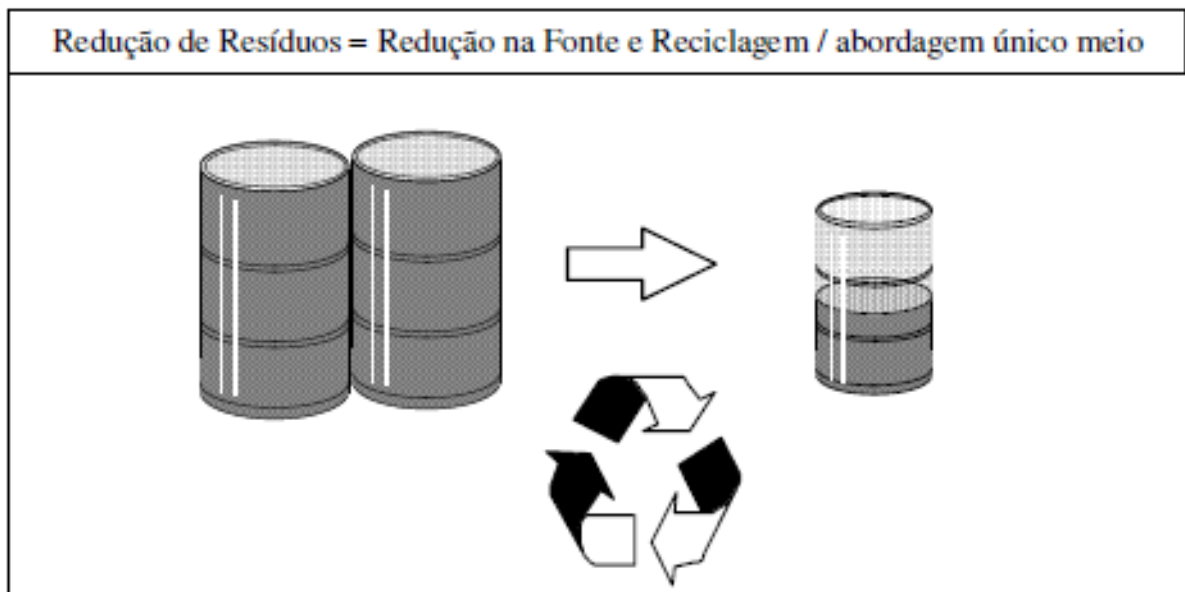 Redução de Resíduos = Redução na Fonte e Reciclagem / abordagem único meio